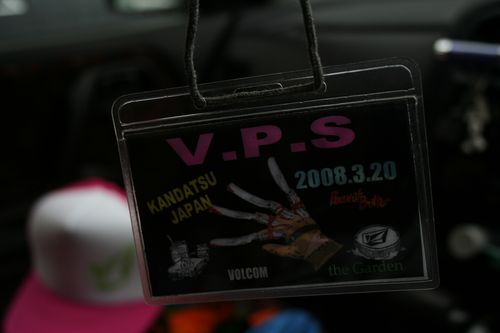 V.P.S
KANDATSU
JAPAN
2008.3.20
VOLCOM
the Garden